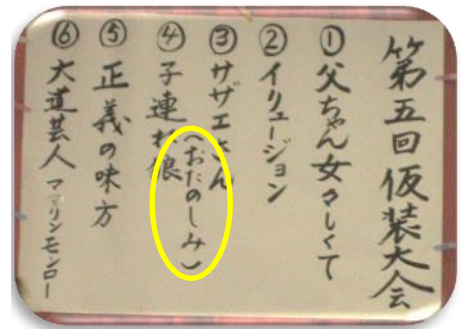 第五回仮装大会
① 父ちゃん女々しくて
② イリュージョン
③ サザエさん
(おたのしみ)
④ 子連れ狼
⑤ 正義の味方
⑥ 大道芸人 マリリンモンロー